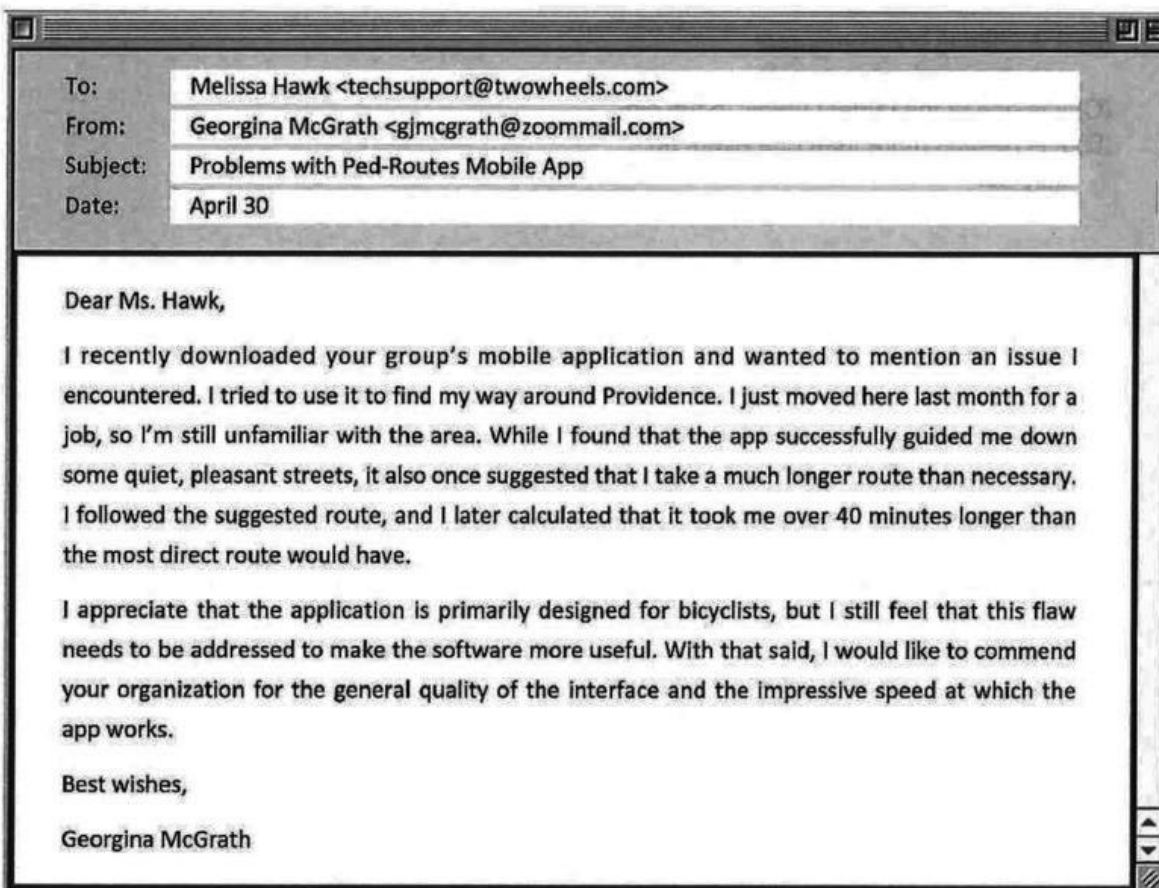 To: Melissa Hawk <techsupport@twowheels.com>
From: Georgina McGrath <gjmcgrath@zoommail.com>
Subject: Problems with Ped-Routes Mobile App
Date: April 30
Dear Ms. Hawk,
I recently downloaded your group's mobile application and wanted to mention an issue I
encountered. I tried to use it to find my way around Providence. I just moved here last month for a
job, so I'm still unfamiliar with the area. While I found that the app successfully guided me down
some quiet, pleasant streets, it also once suggested that I take a much longer route than necessary.
I followed the suggested route, and I later calculated that it took me over 40 minutes longer than
the most direct route would have.
I appreciate that the application is primarily designed for bicyclists, but I still feel that this flaw
needs to be addressed to make the software more useful. With that said, I would like to commend
your organization for the general quality of the interface and the impressive speed at which the
app works.
Best wishes,
Georgina McGrath